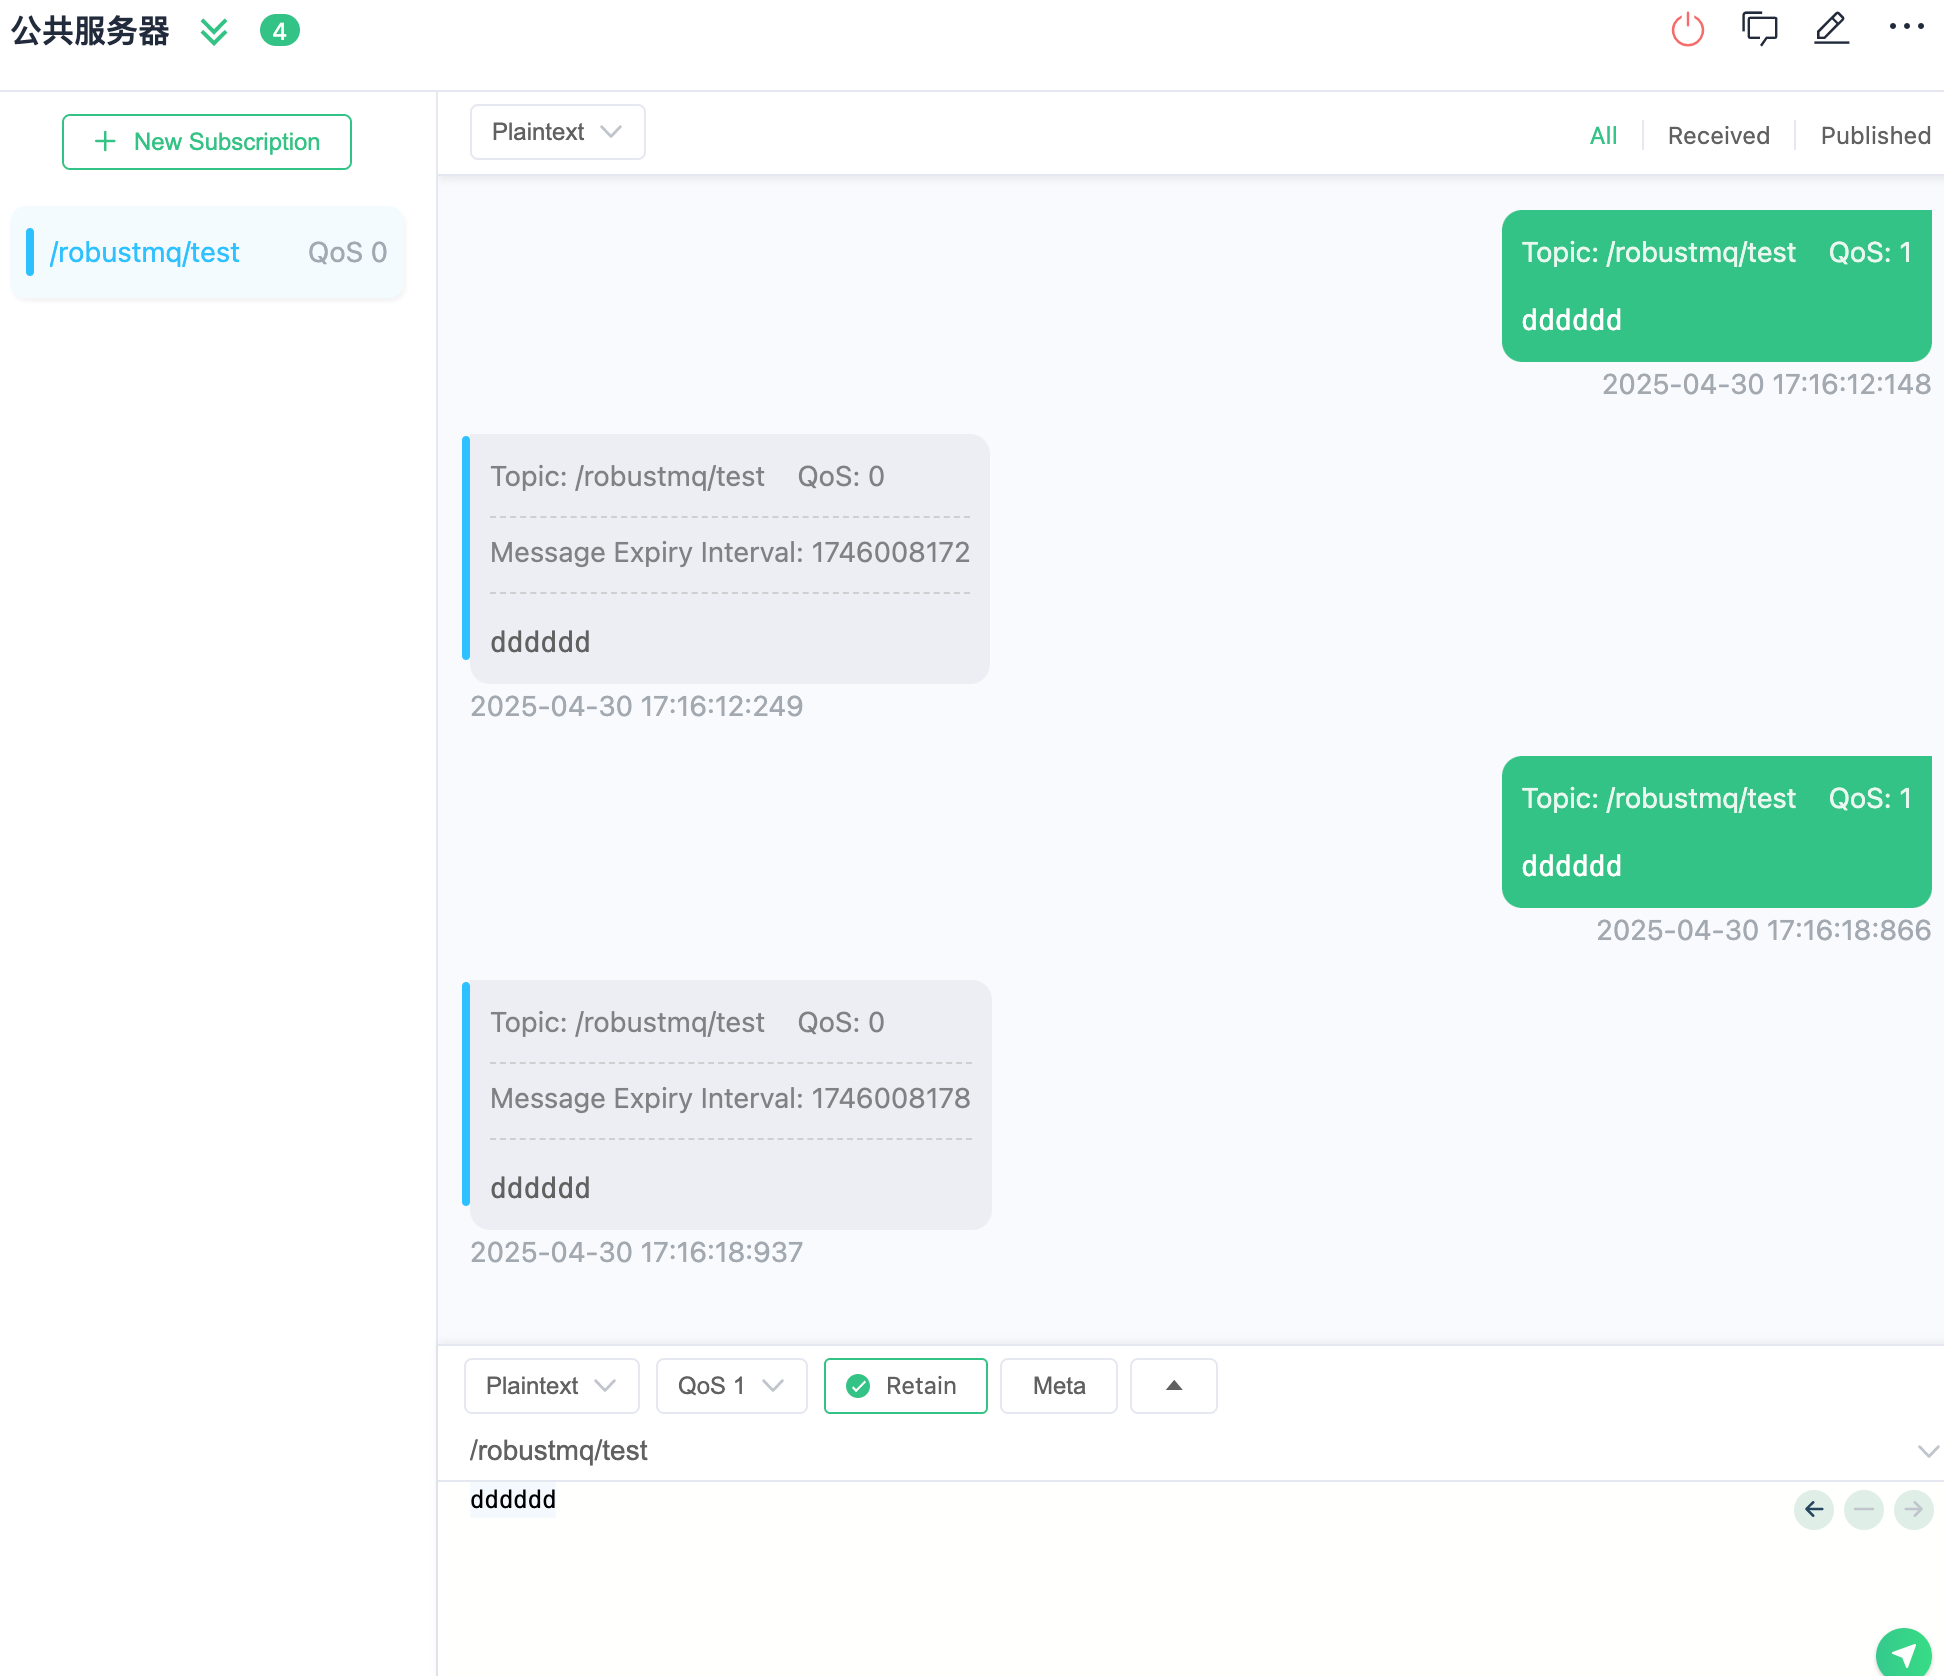 公共服务器 4
New Subscription
/robustmq/test QoS 0
Plaintext
All Received Published
Topic: /robustmq/test QoS: 1
dddddd
2025-04-30 17:16:12:148
Topic: /robustmq/test QoS: 0
Message Expiry Interval: 1746008172
dddddd
2025-04-30 17:16:12:249
Topic: /robustmq/test QoS: 1
dddddd
2025-04-30 17:16:18:866
Topic: /robustmq/test QoS: 0
Message Expiry Interval: 1746008178
dddddd
2025-04-30 17:16:18:937
Plaintext QoS 1 Retain Meta
/robustmq/test
dddddd